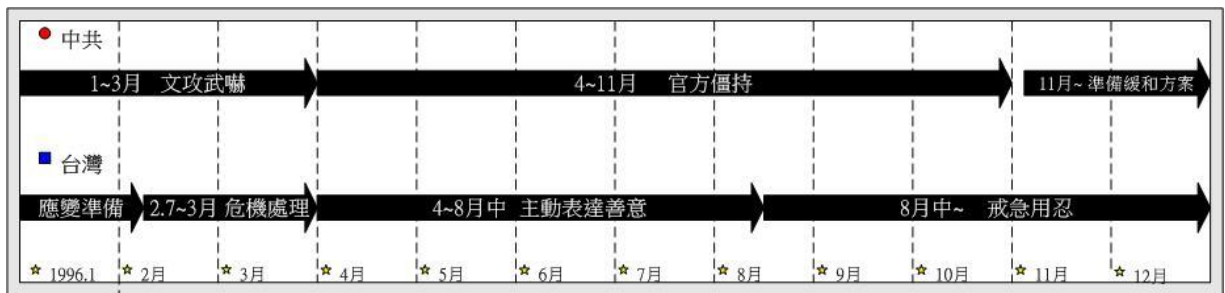 中共
1~3月 文攻武嚇 4~11月 官方僵持 11月~ 準備緩和方案
台灣
應變準備 2.7~3月 危機處理 4~8月中 主動表達善意 8月中~ 戒急用忍
1996.1 2月 3月 4月 5月 6月 7月 8月 9月 10月 11月 12月